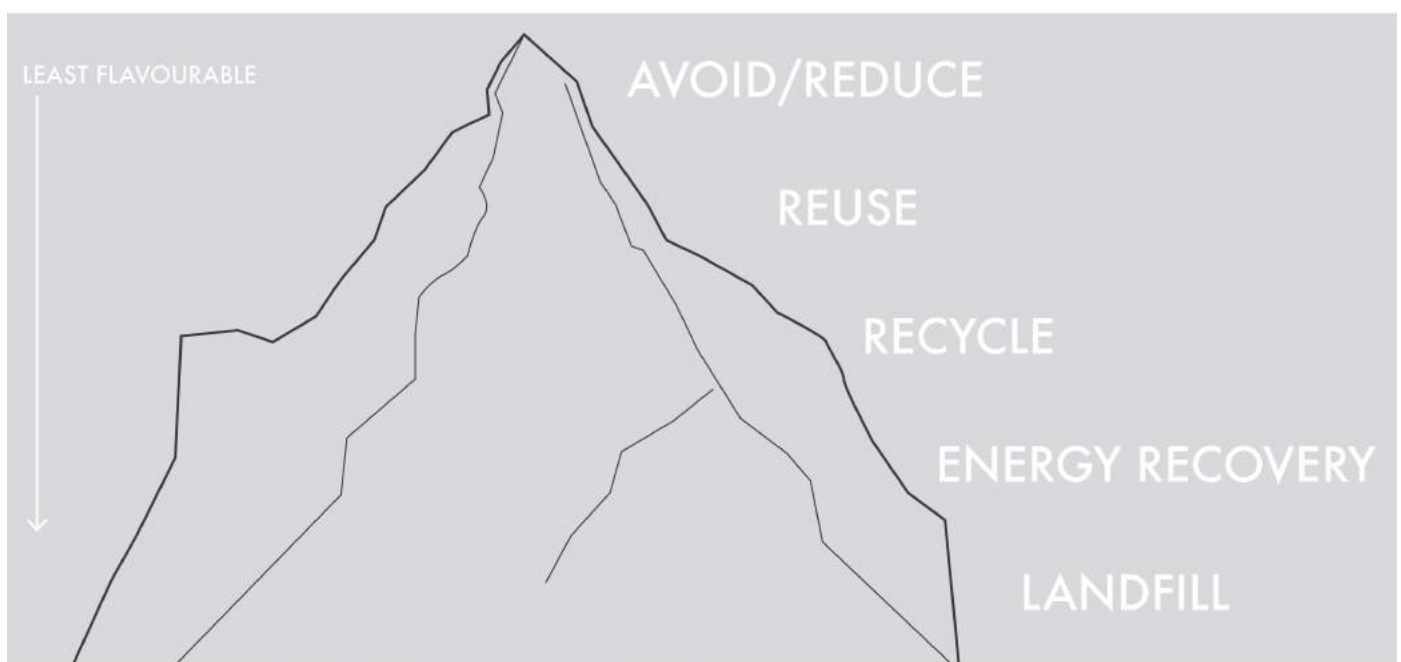 LEAST FLAVOURABLE
AVOID/REDUCE
REUSE
RECYCLE
ENERGY RECOVERY
LANDFILL